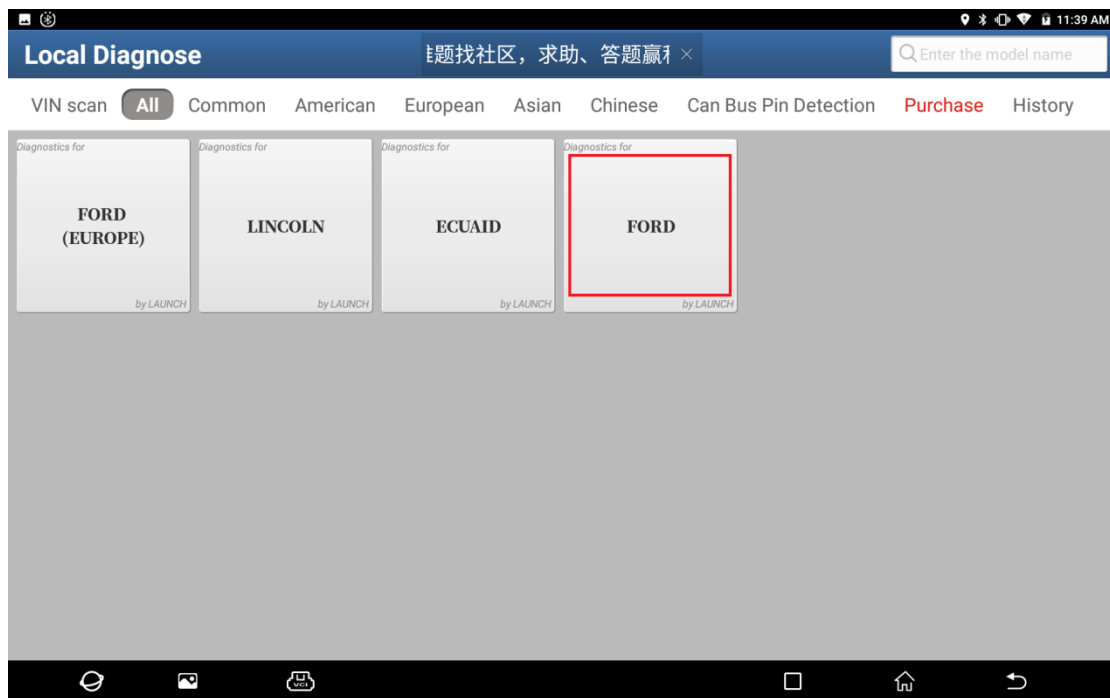 11:39 AM
Local Diagnose
题找社区，求助、答题赢
Enter the model name
VIN scan All Common American European Asian Chinese Can Bus Pin Detection Purchase History
Diagnostics for
FORD
(EUROPE)
by LAUNCH
Diagnostics for
LINCOLN
by LAUNCH
Diagnostics for
ECUAID
by LAUNCH
Diagnostics for
FORD
by LAUNCH
VCI